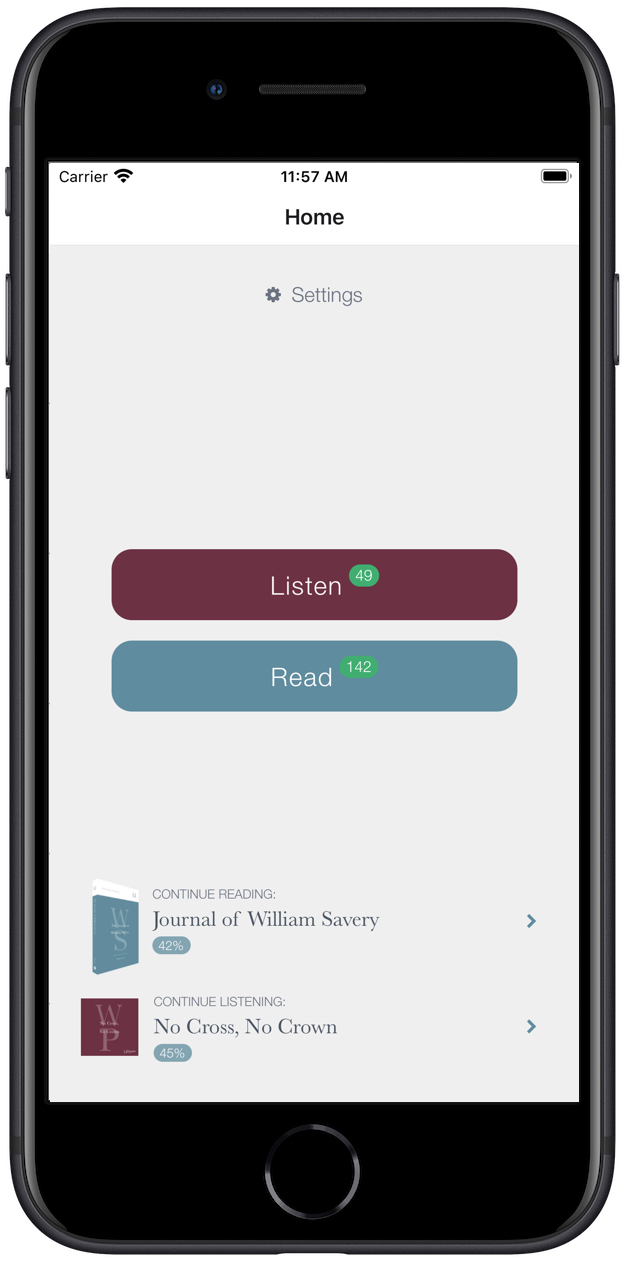 Carrier 11:57 AM
Home
Settings
Listen 49
Read 142
W
S
CONTINUE READING:
Journal of William Savery
42%
W
P
CONTINUE LISTENING:
No Cross, No Crown
45%